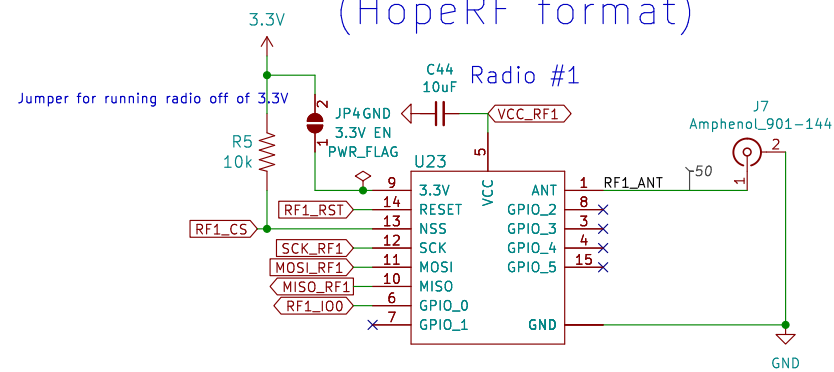 (HopeRF format)
3.3V
C44
10uF
Radio #1
Jumper for running radio off of 3.3V
2
JP4GND
3.3V EN
PWR_FLAG
1
VCC_RF1
J7
Amphenol_901-144
R5
10k
5
U23
VCC
2
1
50
9
3.3V
ANT
1
RF1_ANT
RF1_RST
14
RESET
GPIO_2
8
RF1_CS
13
NSS
GPIO_3
3
SCK_RF1
12
SCK
GPIO_4
4
MOSI_RF1
11
MOSI
GPIO_5
15
MISO_RF1
10
MISO
RF1_IO0
6
GPIO_0
7
GPIO_1
GND
GND